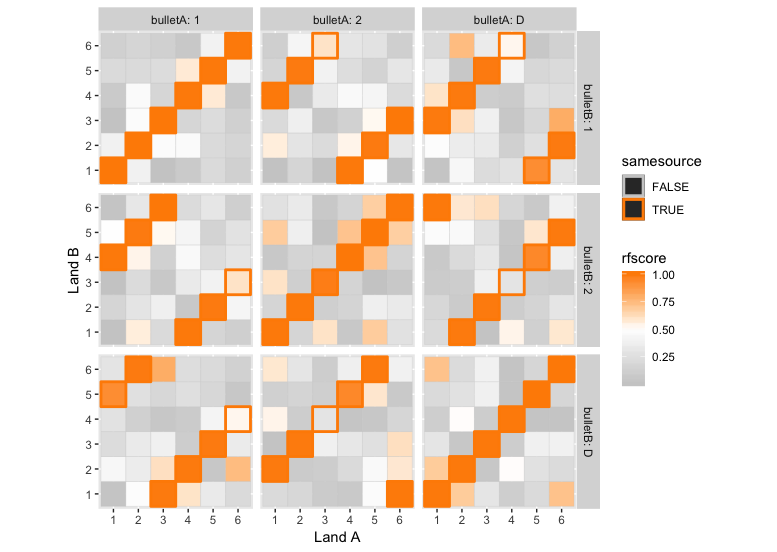 bulletA: 1 bulletA: 2 bulletA: D
6
5
4
3
2
1
bulletB: 1
6
5
4
3
2
1
bulletB: 2
6
5
4
3
2
1
bulletB: D
Land B
1 2 3 4 5 6 1 2 3 4 5 6 1 2 3 4 5 6
Land A
samesource
FALSE
TRUE
rfscore
1.00
0.75
0.50
0.25